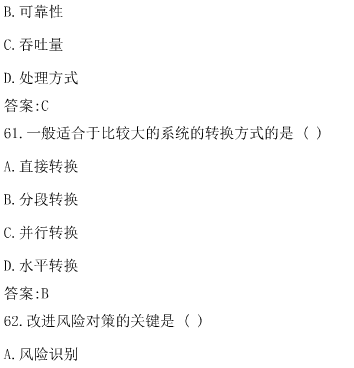 B.可靠性
C.吞吐量
D.处理方式
答案:C
61.一般适合于比较大的系统的转换方式的是 ( )
A.直接转换
B.分段转换
C.并行转换
D.水平转换
答案:B
62.改进风险对策的关键是 ( )
A.风险识别